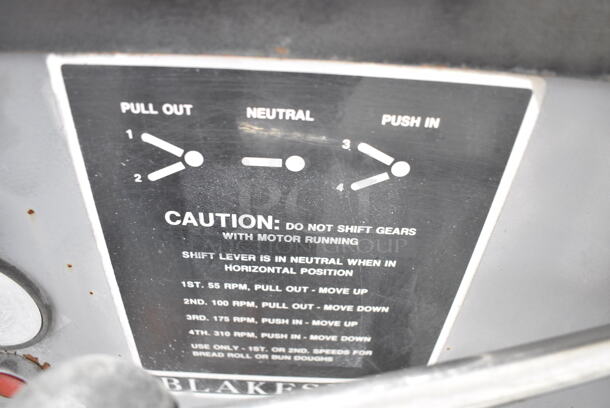 PULL OUT NEUTRAL PUSH IN
1 3
2 4
CAUTION: DO NOT SHIFT GEARS
WITH MOTOR RUNNING
SHIFT LEVER IS IN NEUTRAL WHEN IN
HORIZONTAL POSITION
1ST. 55 RPM, PULL OUT - MOVE UP
2ND. 100 RPM, PULL OUT - MOVE DOWN
3RD. 175 RPM, PUSH IN - MOVE UP
4TH. 310 RPM, PUSH IN - MOVE DOWN
USE ONLY - 1ST. OR 2ND. SPEEDS FOR
BREAD ROLL OR BUN DOUGHS
BLAKES